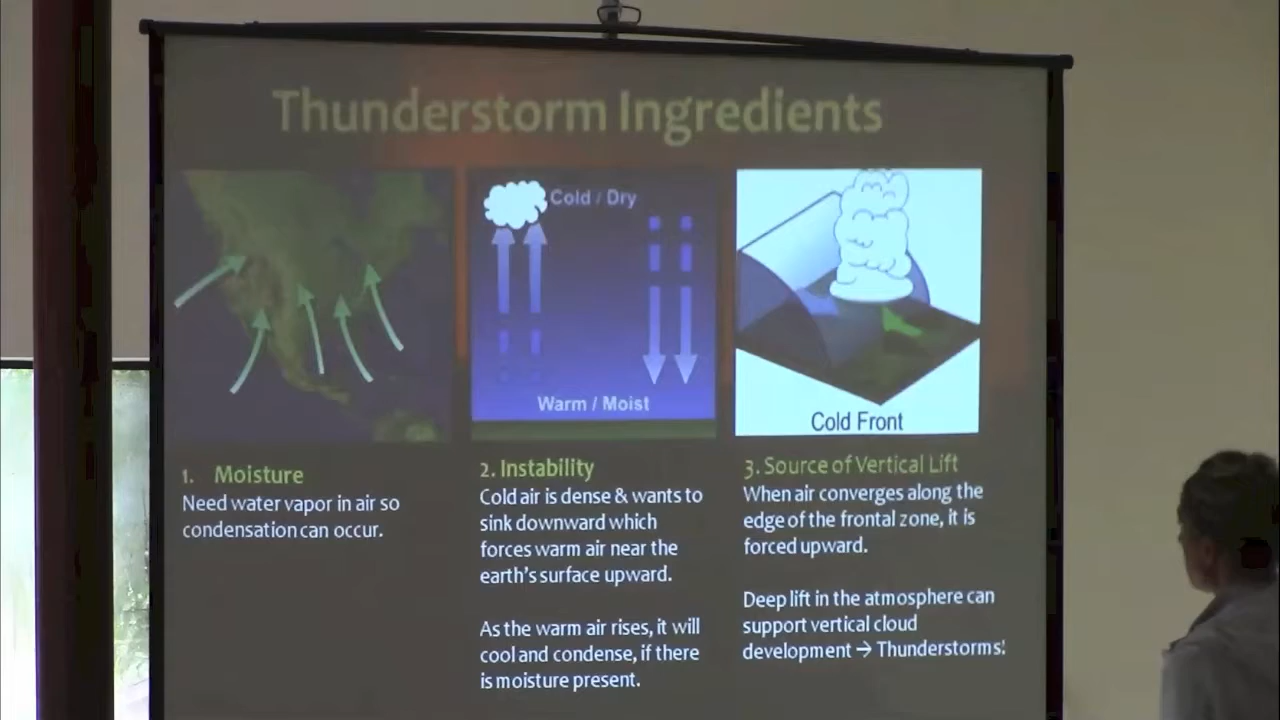 Thunderstorm Ingredients
Cold / Dry
Warm / Moist
Cold Front
1. Moisture
Need water vapor in air so
condensation can occur.
2. Instability
Cold air is dense & wants to
sink downward which
forces warm air near the
earth's surface upward.
As the warm air rises, it will
cool and condense, if there
is moisture present.
3. Source of Vertical Lift
When air converges along the
edge of the frontal zone, it is
forced upward.
Deep lift in the atmosphere can
support vertical cloud
development → Thunderstorms!